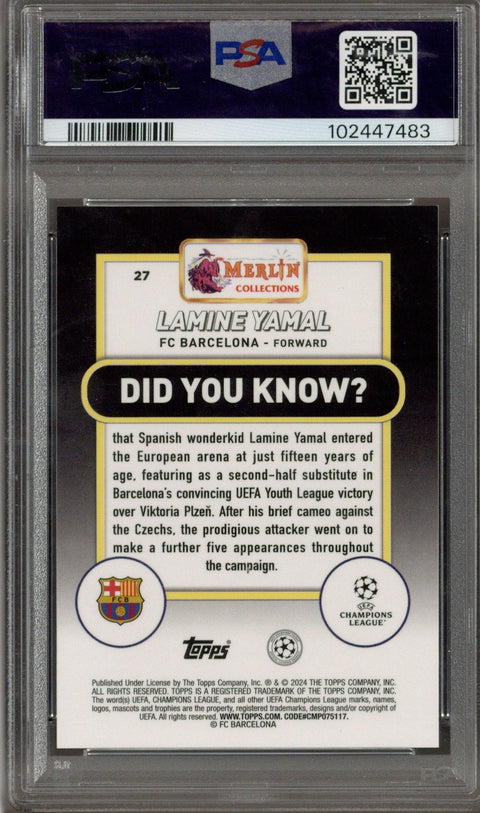 PSA
PSA
102447483
27
MERLIN
COLLECTIONS
LAMINE YAMAL
FC BARCELONA - FORWARD
DID YOU KNOW?
that Spanish wonderkid Lamine Yamal entered
the European arena at just fifteen years of
age, featuring as a second-half substitute in
Barcelona's convincing UEFA Youth League victory
over Viktoria Plzeň. After his brief cameo against
the Czechs, the prodigious attacker went on to
make a further five appearances throughout
the campaign.
FCB
UEFA
CHAMPIONS
LEAGUE
Topps
Published Under License by The Topps Company, Inc. ® & © 2024 THE TOPPS COMPANY, INC.
ALL RIGHTS RESERVED. TOPPS IS A REGISTERED TRADEMARK OF THE TOPPS COMPANY, INC.
The word(s) UEFA, CHAMPIONS LEAGUE, and all other UEFA Champions League marks, names,
logos, mascots and trophies are the property, registered trademarks, designs and/or copyright of
UEFA. All rights reserved. WWW.TOPPS.COM. CODE#CMP075117.
© FC BARCELONA
PSA